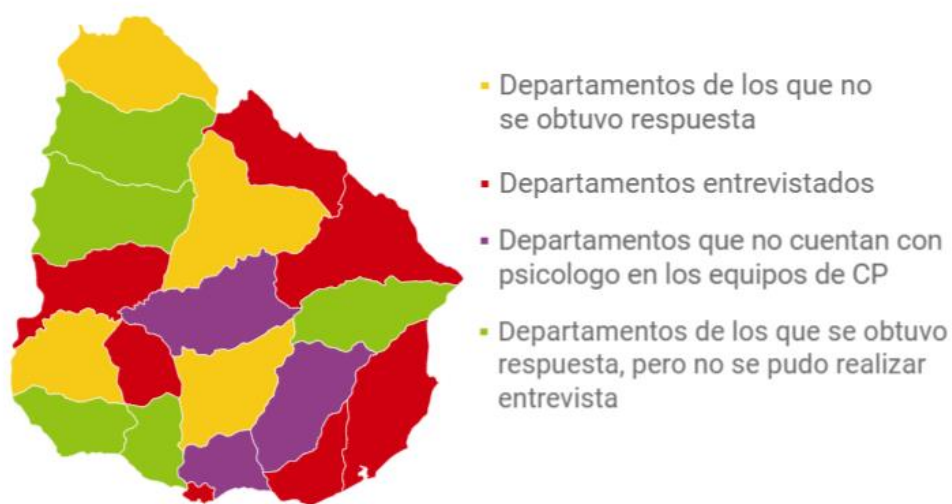 Departamentos de los que no
se obtuvo respuesta
Departamentos entrevistados
Departamentos que no cuentan con
psicologo en los equipos de CP
Departamentos de los que se obtuvo
respuesta, pero no se pudo realizar
entrevista